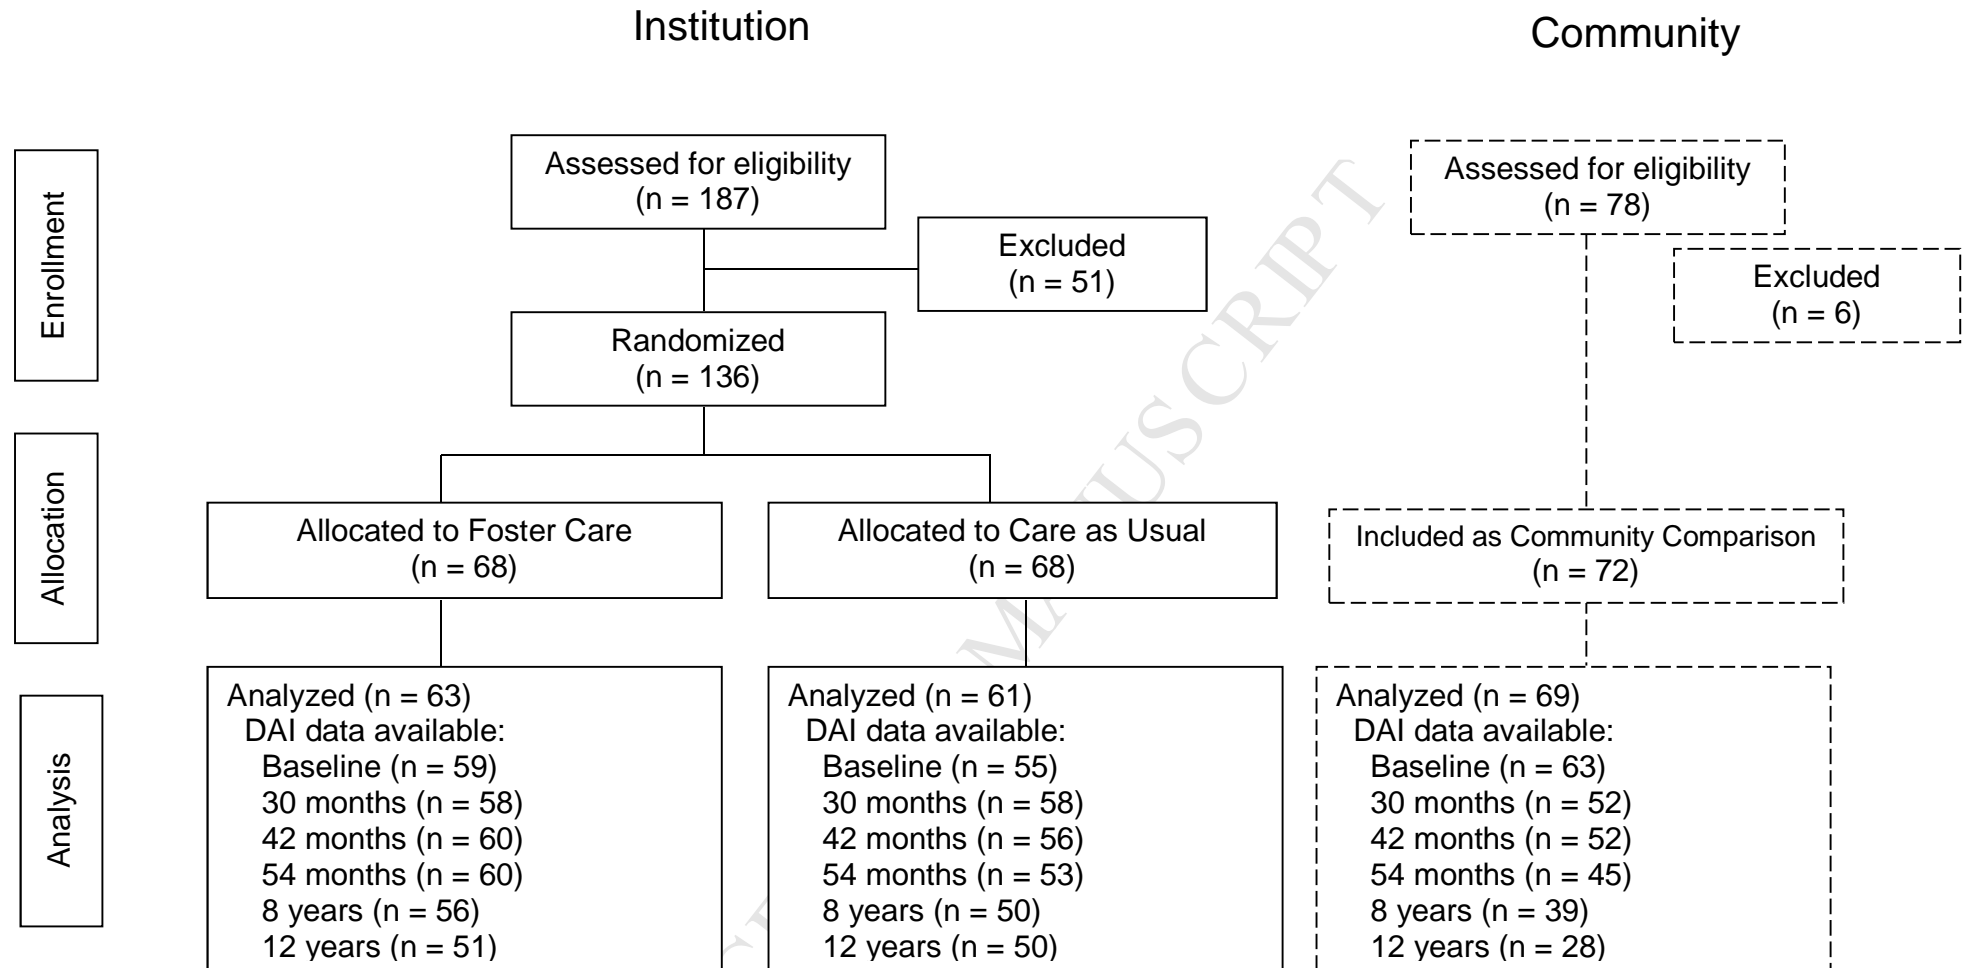 Institution
Community
Enrollment
Assessed for eligibility
(n = 187)
Excluded
(n = 51)
Randomized
(n = 136)
Assessed for eligibility
(n = 78)
Excluded
(n = 6)
Allocation
Allocated to Foster Care
(n = 68)
Allocated to Care as Usual
(n = 68)
Included as Community Comparison
(n = 72)
Analysis
Analyzed (n = 63)
DAI data available:
Baseline (n = 59)
30 months (n = 58)
42 months (n = 60)
54 months (n = 60)
8 years (n = 56)
12 years (n = 51)
Analyzed (n = 61)
DAI data available:
Baseline (n = 55)
30 months (n = 58)
42 months (n = 56)
54 months (n = 53)
8 years (n = 50)
12 years (n = 50)
Analyzed (n = 69)
DAI data available:
Baseline (n = 63)
30 months (n = 52)
42 months (n = 52)
54 months (n = 45)
8 years (n = 39)
12 years (n = 28)
MANUSCRIPT